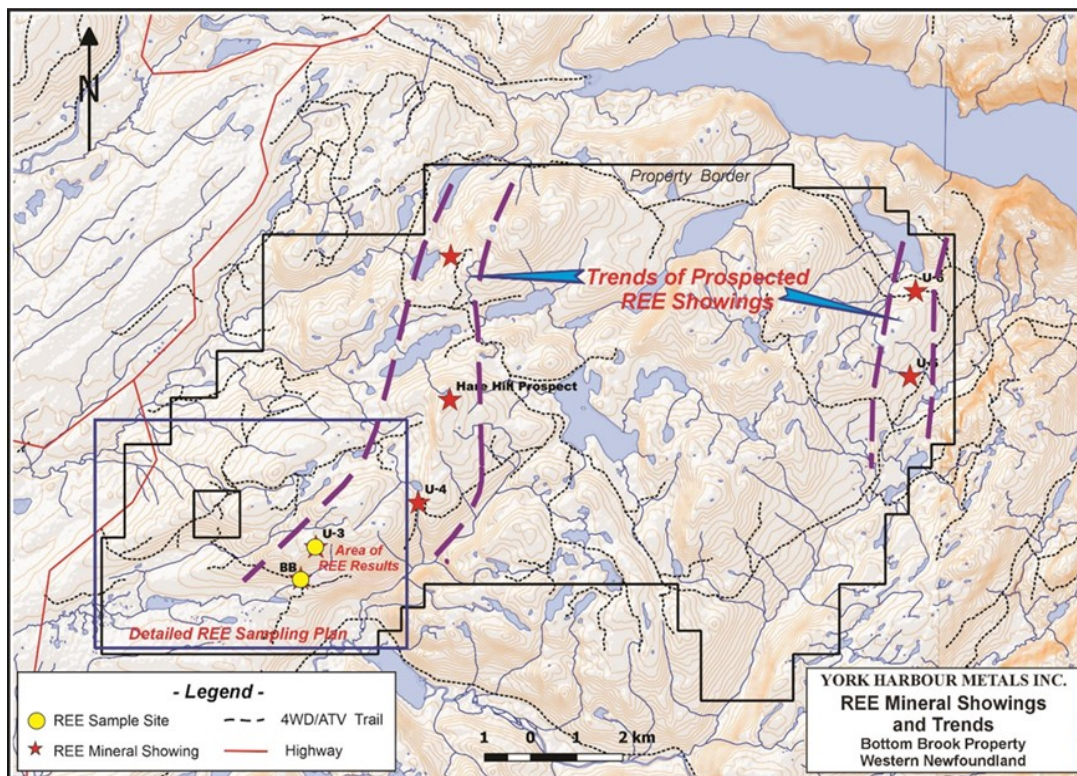 N
Property Border
Trends of Prospected
REE Showings
U-6
U-5
Hare Hill Prospect
U-4
U-3
Area of
REE Results
BB
Detailed REE Sampling Plan
- Legend -
REE Sample Site
4WD/ATV Trail
REE Mineral Showing
Highway
1 0 1 2 km
YORK HARBOUR METALS INC.
REE Mineral Showings
and Trends
Bottom Brook Property
Western Newfoundland